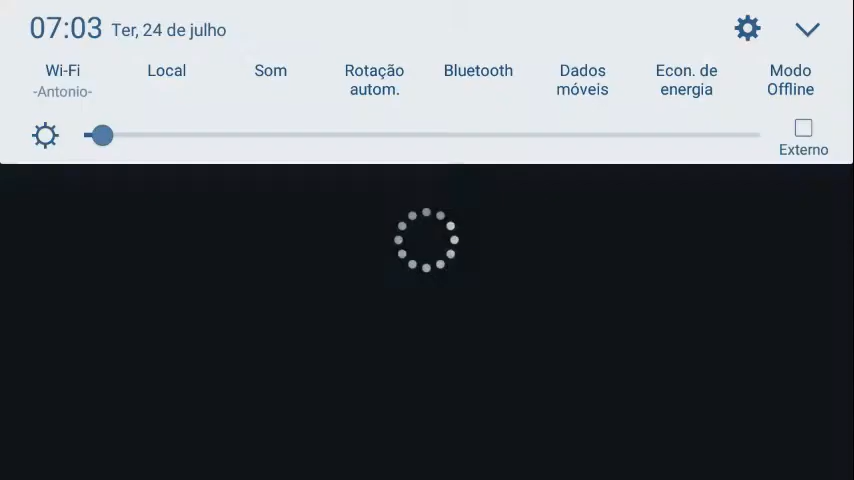 07:03 Ter, 24 de julho
Wi-Fi Local Som Rotação Bluetooth Dados Econ. de Modo
-Antonio- autom. móveis energia Offline
Externo